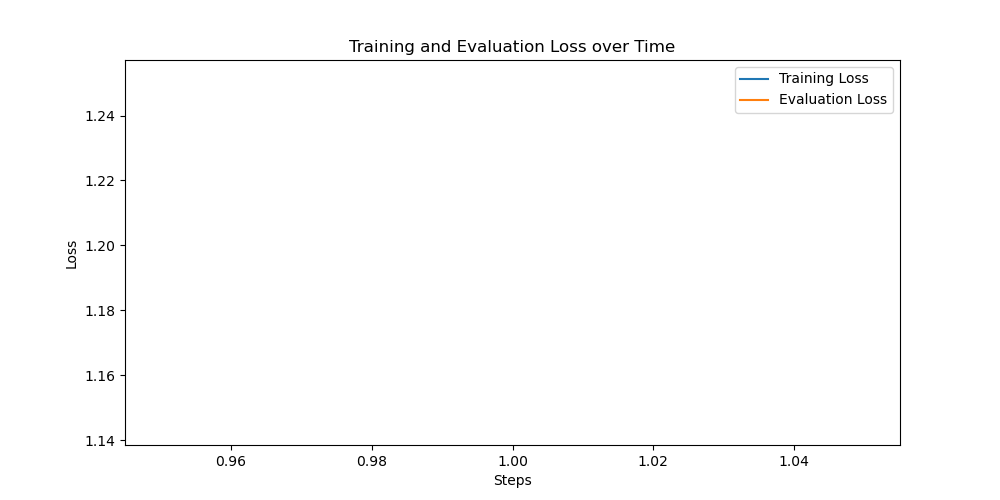 Training and Evaluation Loss over Time
Training Loss
Evaluation Loss
1.24
1.22
1.20
1.18
1.16
1.14
Loss
0.96 0.98 1.00 1.02 1.04
Steps